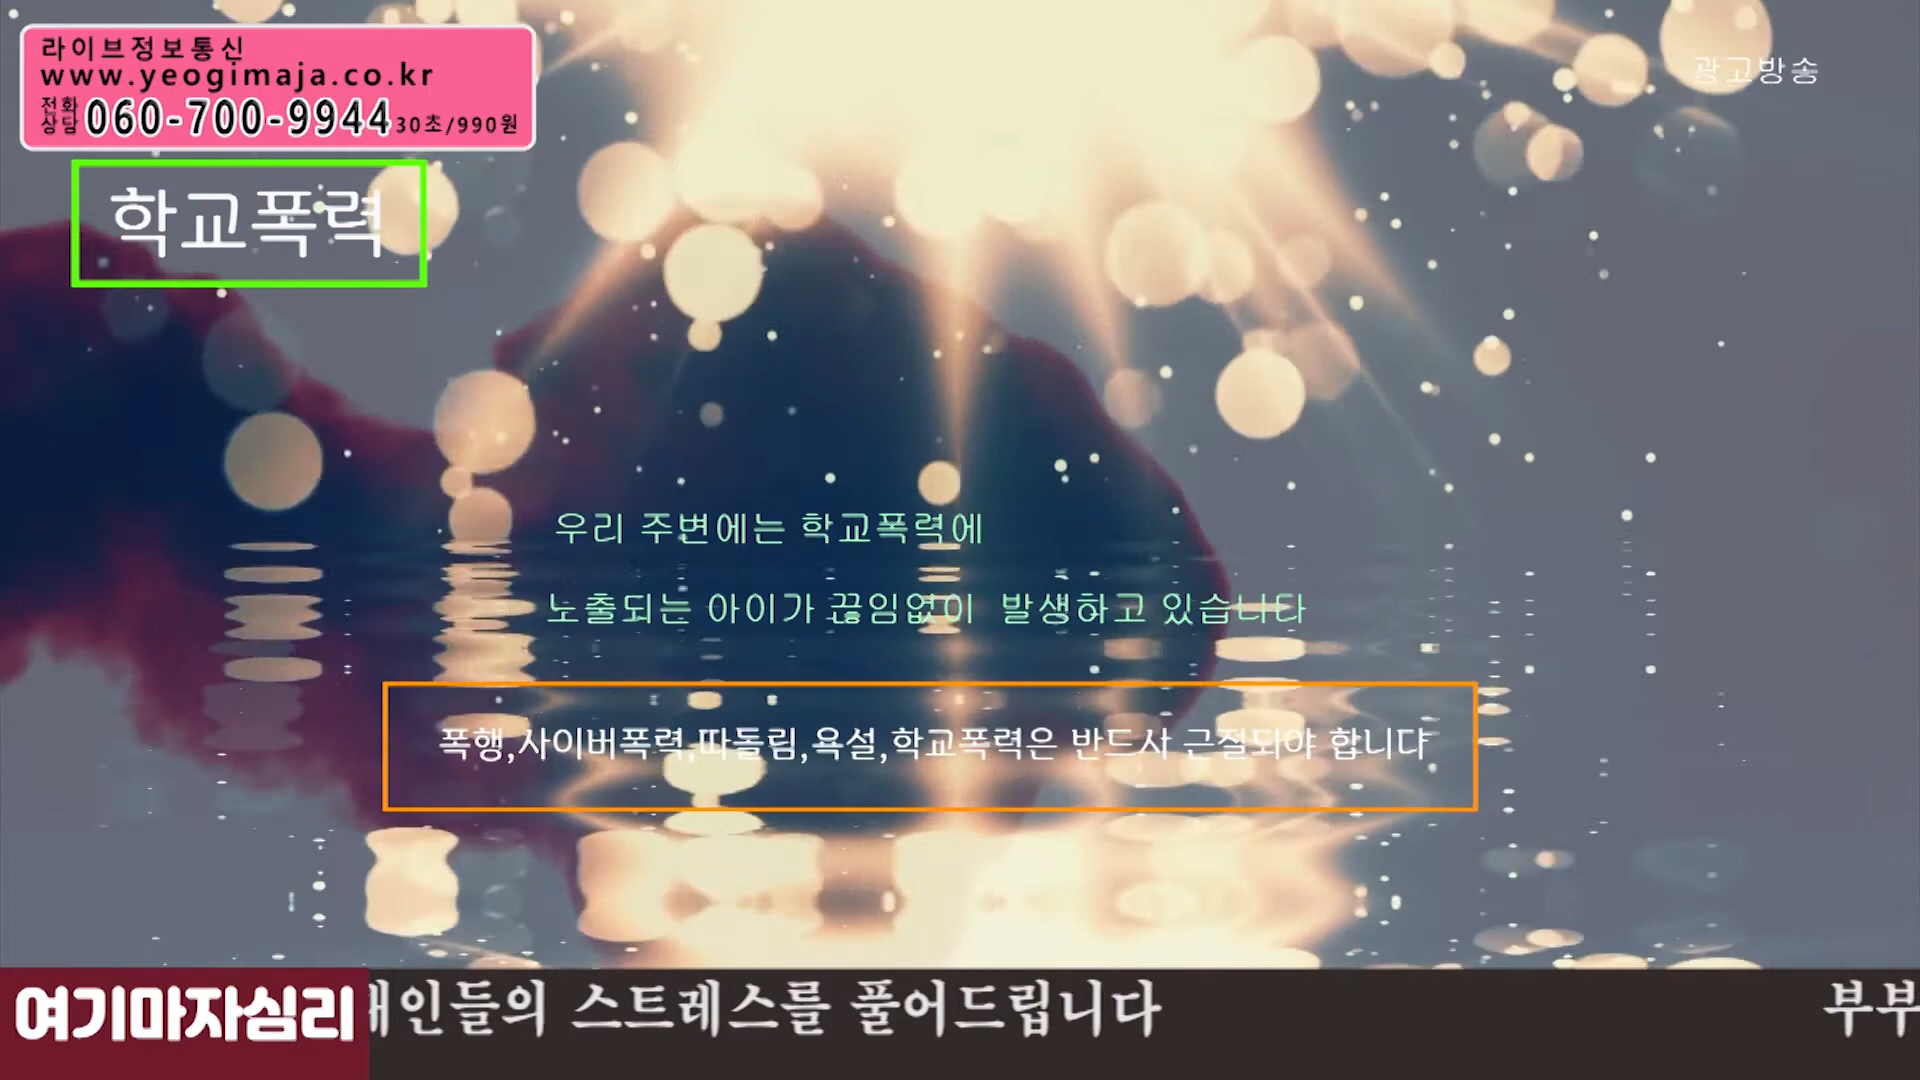 라이브정보통신
www.yeogimaja.co.kr
전화
상담 060-700-9944 30초/990원
광고방송
학교폭력
우리 주변에는 학교폭력에
노출되는 아이가 끊임없이 발생하고 있습니다
폭행,사이버폭력,따돌림,욕설,학교폭력은 반드시 근절되야 합니다
여기마자심리
인들의 스트레스를 풀어드립니다
부부